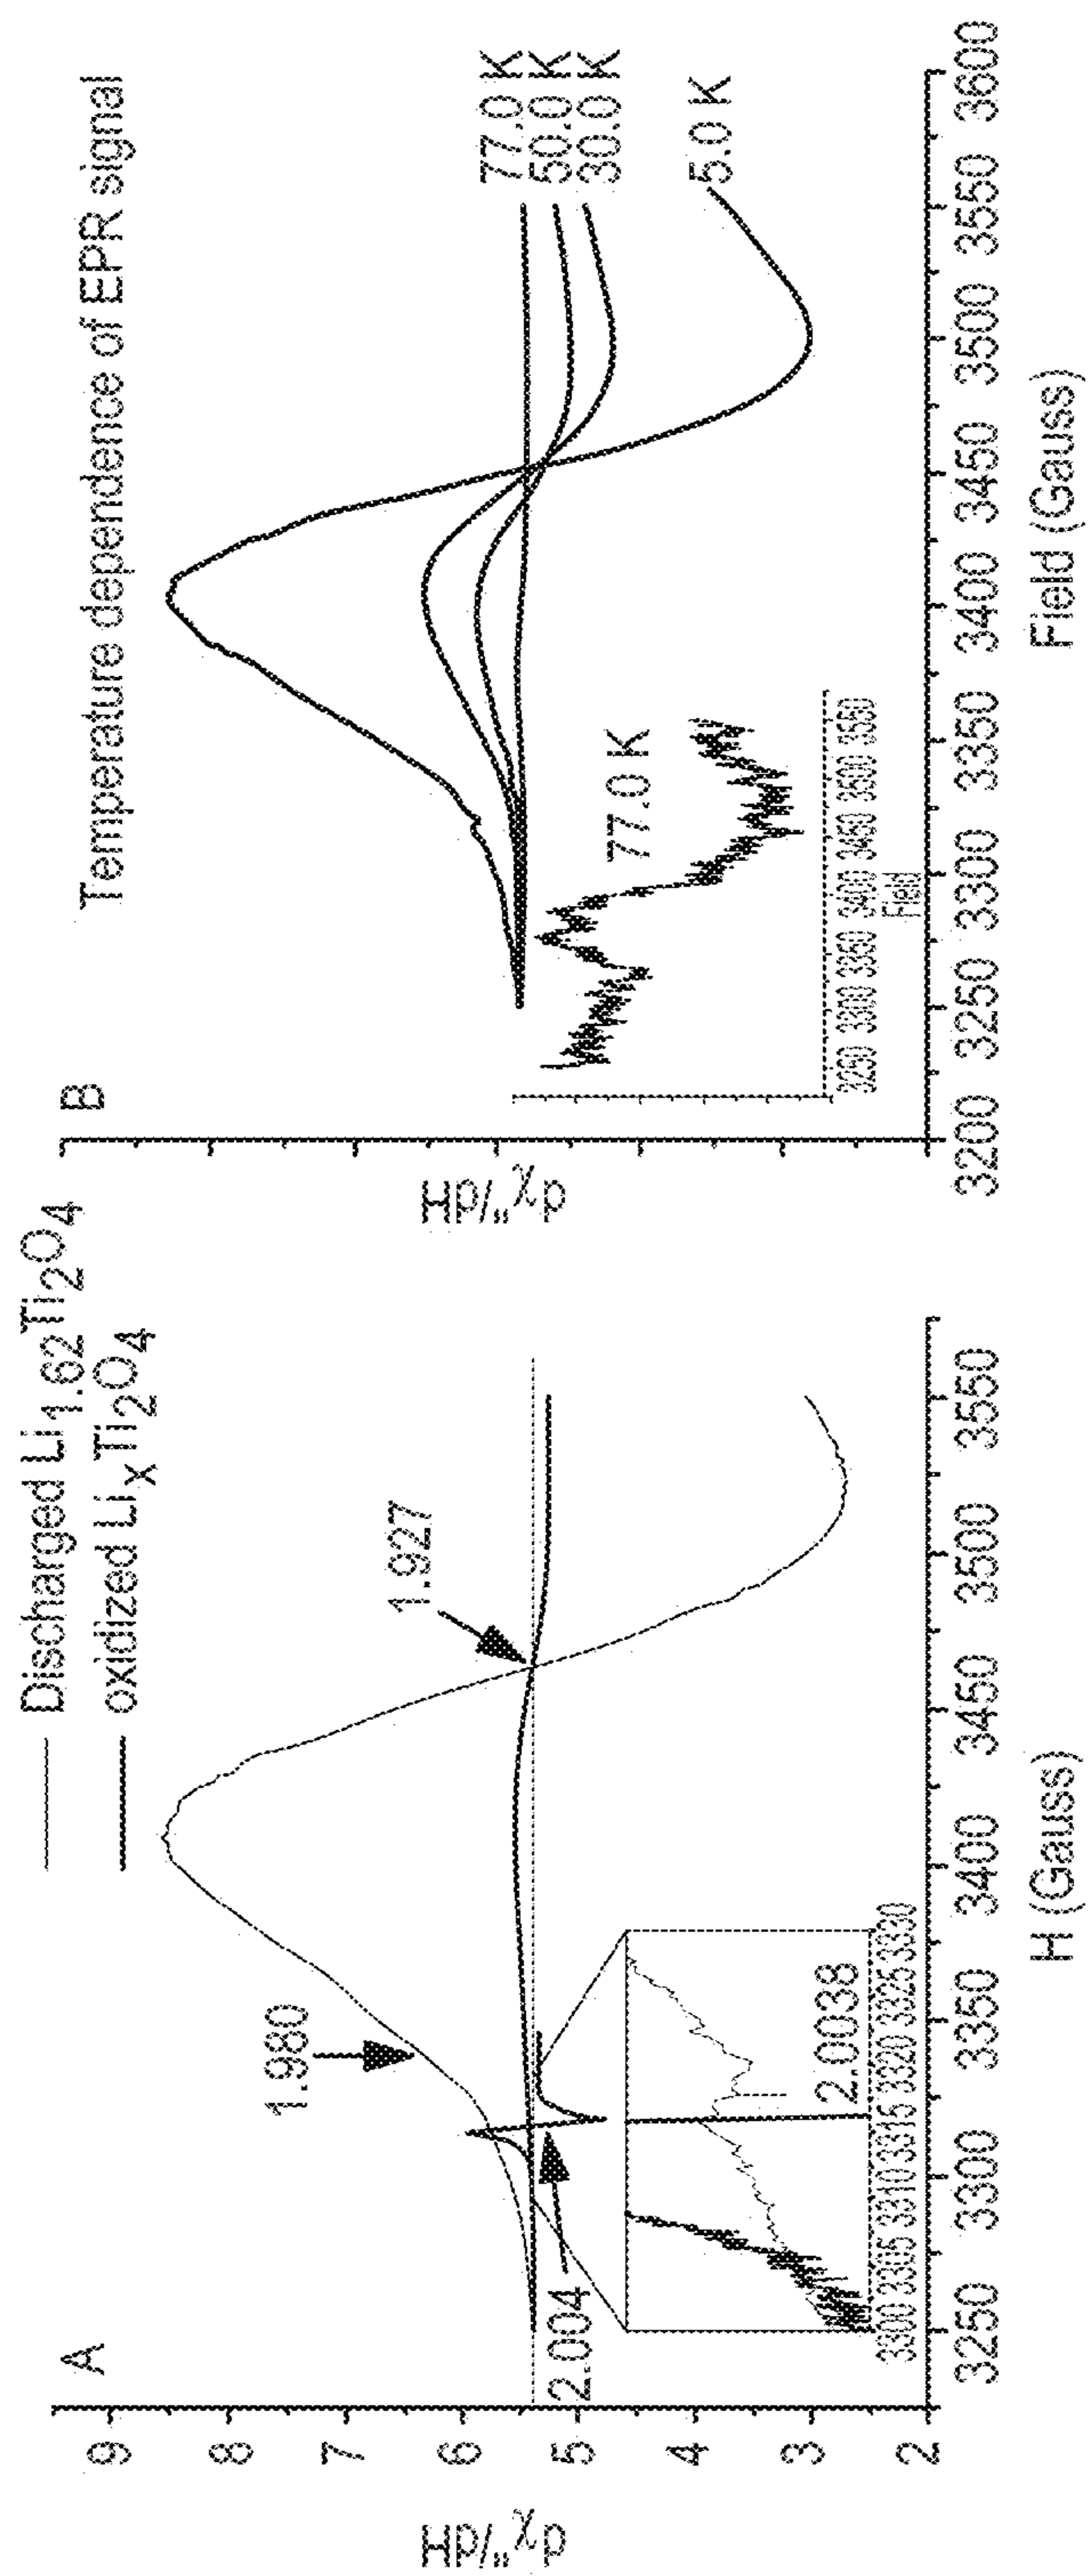 Discharged Li1.62Ti2O4
oxidized LixTi2O4
A
dχ"/dH
9
8
7
6
5
4
3
2
1.980
1.927
2.004
2.0038
3300 3305 3310 3315 3320 3325 3330
3250 3300 3350 3400 3450 3500 3550
H (Gauss)
B
Temperature dependence of EPR signal
dχ"/dH
77.0 K
50.0 K
30.0 K
5.0 K
77.0 K
3250 3300 3350 3400 3450 3500 3550
Field
3200 3250 3300 3350 3400 3450 3500 3550 3600
Field (Gauss)